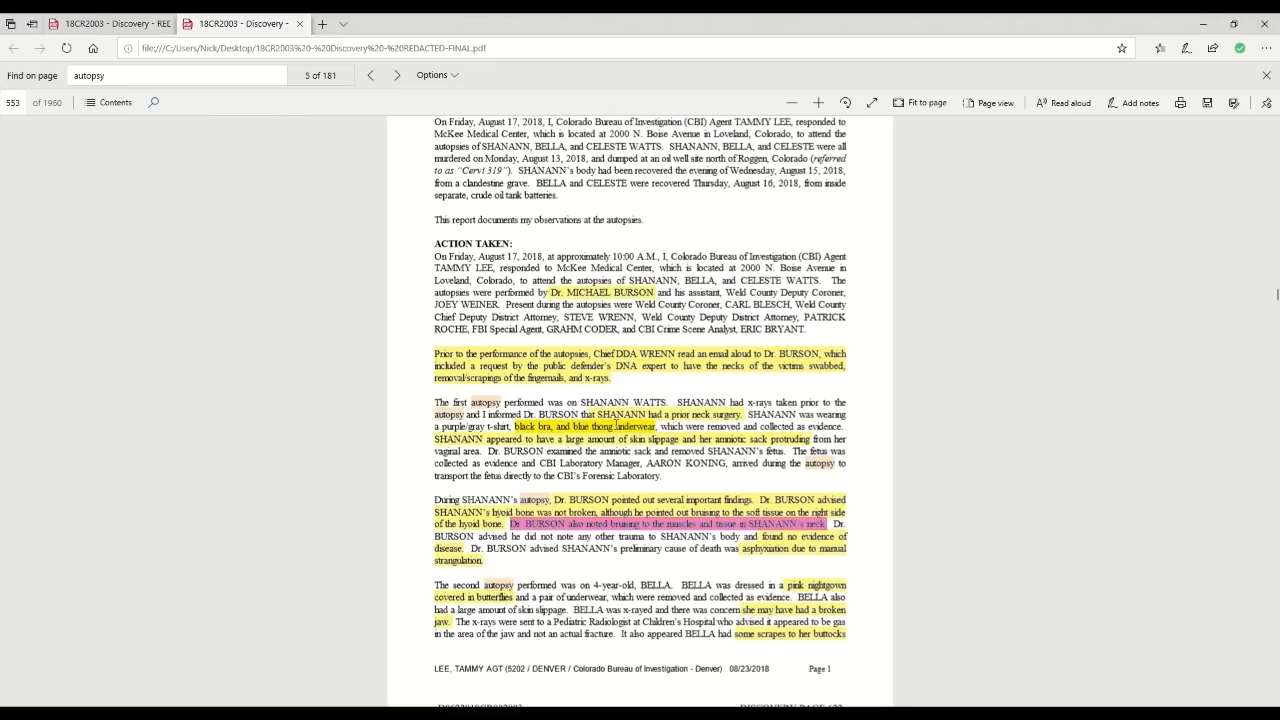 18CR2003 - Discovery - REC
18CR2003 - Discovery -
file:///C:/Users/Nick/Desktop/18CR2003%20-%20Discovery%20-%20REDACTED-FINAL.pdf
Find on page
autopsy
5 of 181
Options
553 of 1960
Contents
Fit to page
Page view
Read aloud
Add notes
On Friday, August 17, 2018, I, Colorado Bureau of Investigation (CBI) Agent TAMMY LEE, responded to
McKee Medical Center, which is located at 2000 N. Boise Avenue in Loveland, Colorado, to attend the
autopsies of SHANANN, BELLA, and CELESTE WATTS. SHANANN, BELLA, and CELESTE were all
murdered on Monday, August 13, 2018, and dumped at an oil well site north of Roggen, Colorado (referred
to as "Cervi 319"). SHANANN's body had been recovered the evening of Wednesday, August 15, 2018,
from a clandestine grave. BELLA and CELESTE were recovered Thursday, August 16, 2018, from inside
separate, crude oil tank batteries.
This report documents my observations at the autopsies.
ACTION TAKEN:
On Friday, August 17, 2018, at approximately 10:00 A.M., I, Colorado Bureau of Investigation (CBI) Agent
TAMMY LEE, responded to McKee Medical Center, which is located at 2000 N. Boise Avenue in
Loveland, Colorado, to attend the autopsies of SHANANN, BELLA, and CELESTE WATTS. The
autopsies were performed by Dr. MICHAEL BURSON and his assistant, Weld County Deputy Coroner,
JOEY WEINER. Present during the autopsies were Weld County Coroner, CARL BLESCH, Weld County
Chief Deputy District Attorney, STEVE WRENN, Weld County Deputy District Attorney, PATRICK
ROCHE, FBI Special Agent, GRAHM CODER, and CBI Crime Scene Analyst, ERIC BRYANT.
Prior to the performance of the autopsies, Chief DDA WRENN read an email aloud to Dr. BURSON, which
included a request by the public defender's DNA expert to have the necks of the victims swabbed,
removal/scrapings of the fingernails, and x-rays.
The first autopsy performed was on SHANANN WATTS. SHANANN had x-rays taken prior to the
autopsy and I informed Dr. BURSON that SHANANN had a prior neck surgery. SHANANN was wearing
a purple/gray t-shirt, black bra, and blue thong underwear, which were removed and collected as evidence.
SHANANN appeared to have a large amount of skin slippage and her amniotic sack protruding from her
vaginal area. Dr. BURSON examined the amniotic sack and removed SHANANN's fetus. The fetus was
collected as evidence and CBI Laboratory Manager, AARON KONING, arrived during the autopsy to
transport the fetus directly to the CBI's Forensic Laboratory.
During SHANANN's autopsy, Dr. BURSON pointed out several important findings. Dr. BURSON advised
SHANANN's hyoid bone was not broken, although he pointed out bruising to the soft tissue on the right side
of the hyoid bone. Dr. BURSON also noted bruising to the muscles and tissue in SHANANN's neck. Dr.
BURSON advised he did not note any other trauma to SHANANN's body and found no evidence of
disease. Dr. BURSON advised SHANANN's preliminary cause of death was asphyxiation due to manual
strangulation.
The second autopsy performed was on 4-year-old, BELLA. BELLA was dressed in a pink nightgown
covered in butterflies and a pair of underwear, which were removed and collected as evidence. BELLA also
had a large amount of skin slippage. BELLA was x-rayed and there was concern she may have had a broken
jaw. The x-rays were sent to a Pediatric Radiologist at Children's Hospital who advised it appeared to be gas
in the area of the jaw and not an actual fracture. It also appeared BELLA had some scrapes to her buttocks
LEE, TAMMY AGT (5202 / DENVER / Colorado Bureau of Investigation - Denver) 08/23/2018 Page 1